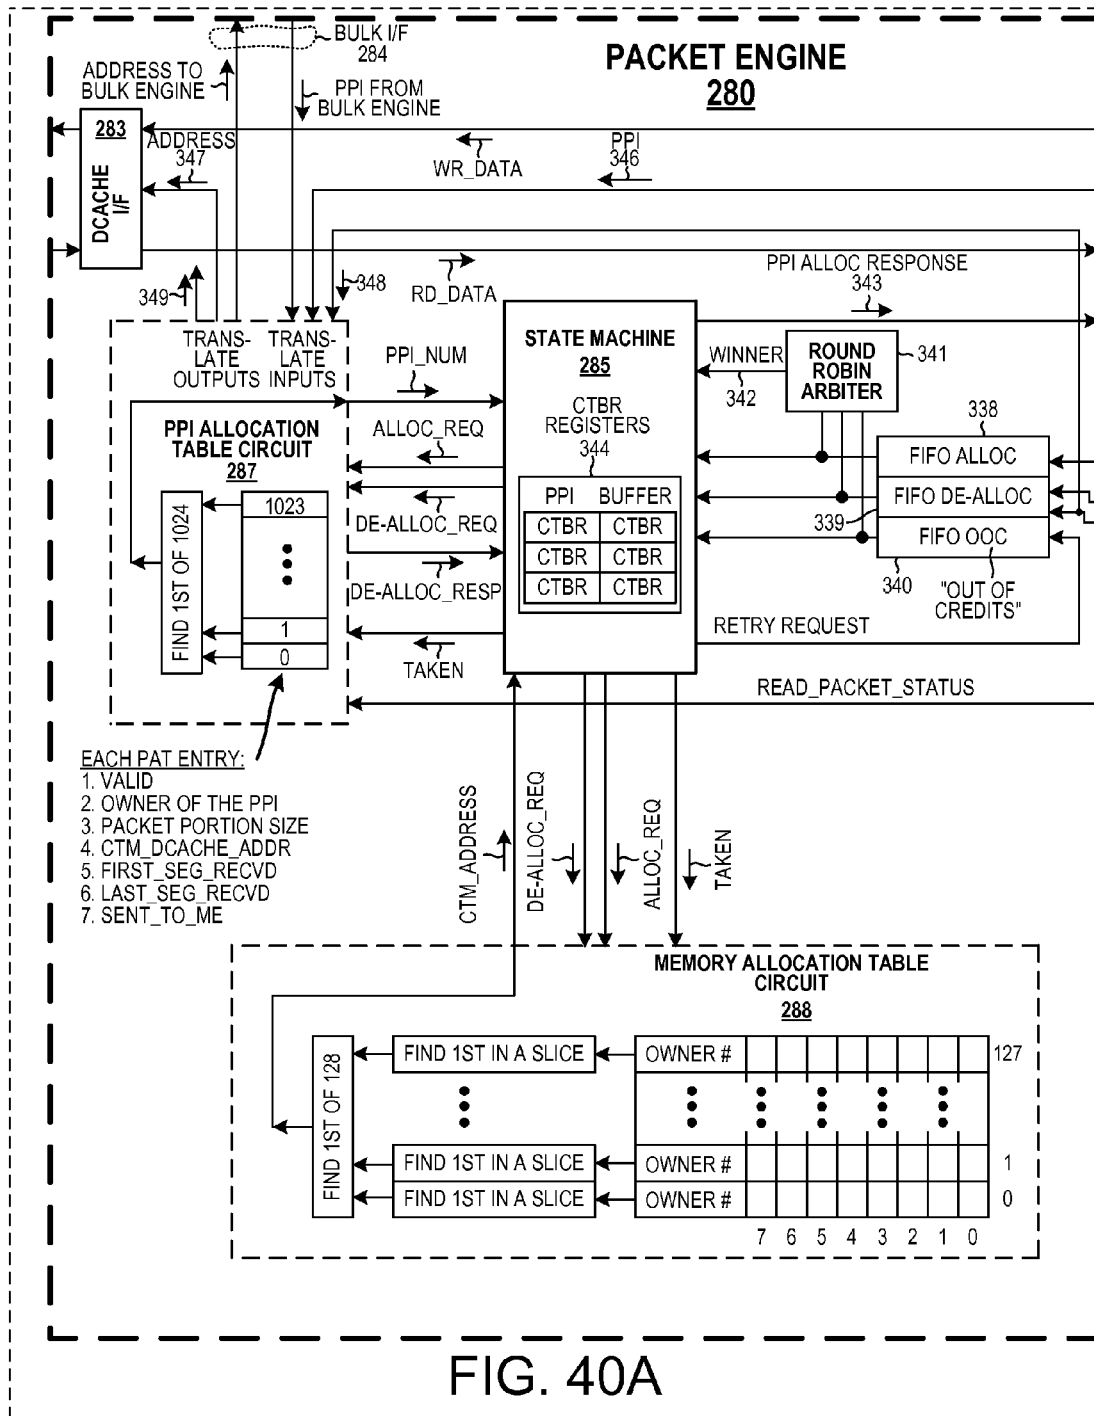 BULK I/F
284
PACKET ENGINE
280
ADDRESS TO
BULK ENGINE
PPI FROM
BULK ENGINE
283
DCACHE
I/F
ADDRESS
347
WR_DATA
PPI
346
349
348
RD_DATA
PPI ALLOC RESPONSE
343
TRANS-
LATE
OUTPUTS
TRANS-
LATE
INPUTS
PPI_NUM
STATE MACHINE
285
WINNER
342
ROUND
ROBIN
ARBITER
341
PPI ALLOCATION
TABLE CIRCUIT
287
ALLOC_REQ
CTBR
REGISTERS
344
338
FIFO ALLOC
FIFO DE-ALLOC
339
FIFO OOC
340
"OUT OF
CREDITS"
PPI BUFFER
CTBR CTBR
CTBR CTBR
CTBR CTBR
FIND 1ST OF 1024
1023
1
0
DE-ALLOC_REQ
DE-ALLOC_RESP
TAKEN
RETRY REQUEST
READ_PACKET_STATUS
EACH PAT ENTRY:
1. VALID
2. OWNER OF THE PPI
3. PACKET PORTION SIZE
4. CTM_DCACHE_ADDR
5. FIRST_SEG_RECVD
6. LAST_SEG_RECVD
7. SENT_TO_ME
CTM_ADDRESS
DE-ALLOC_REQ
ALLOC_REQ
TAKEN
MEMORY ALLOCATION TABLE
CIRCUIT
288
FIND 1ST OF 128
FIND 1ST IN A SLICE OWNER # 127
FIND 1ST IN A SLICE OWNER # 1
FIND 1ST IN A SLICE OWNER # 0
7 6 5 4 3 2 1 0
FIG. 40A